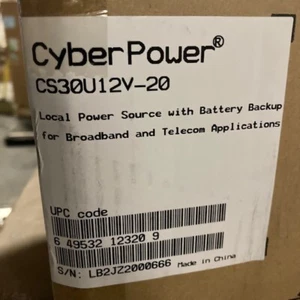 CyberPower®
CS30U12V-20
Local Power Source with Battery Backup
for Broadband and Telecom Applications
UPC code
6 49532 12320 9
S/N: LB2JZ2000666 Made in China